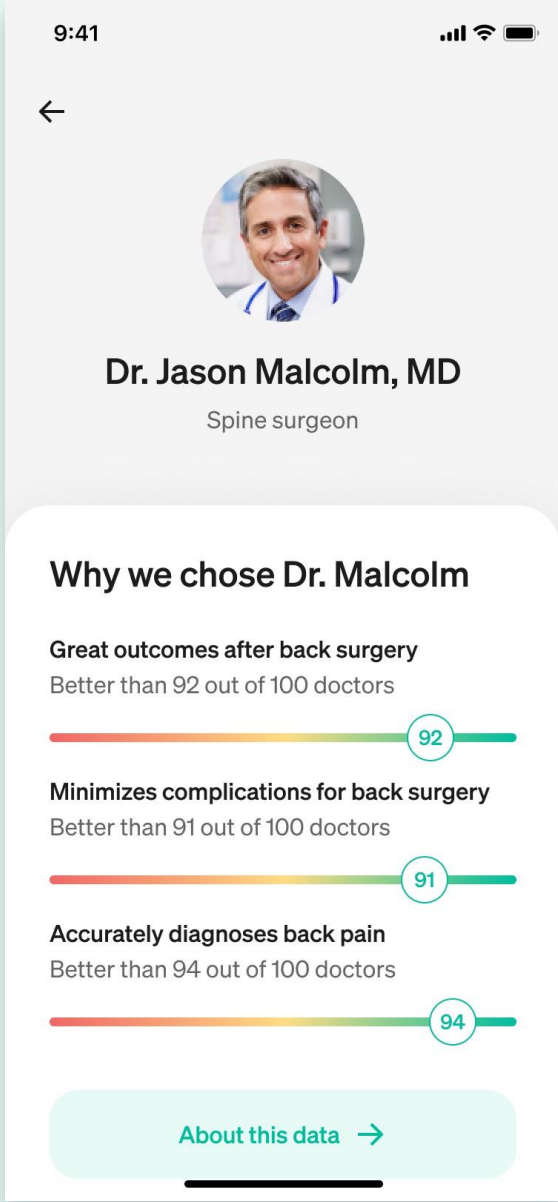 9:41
Dr. Jason Malcolm, MD
Spine surgeon
Why we chose Dr. Malcolm
Great outcomes after back surgery
Better than 92 out of 100 doctors
92
Minimizes complications for back surgery
Better than 91 out of 100 doctors
91
Accurately diagnoses back pain
Better than 94 out of 100 doctors
94
About this data →